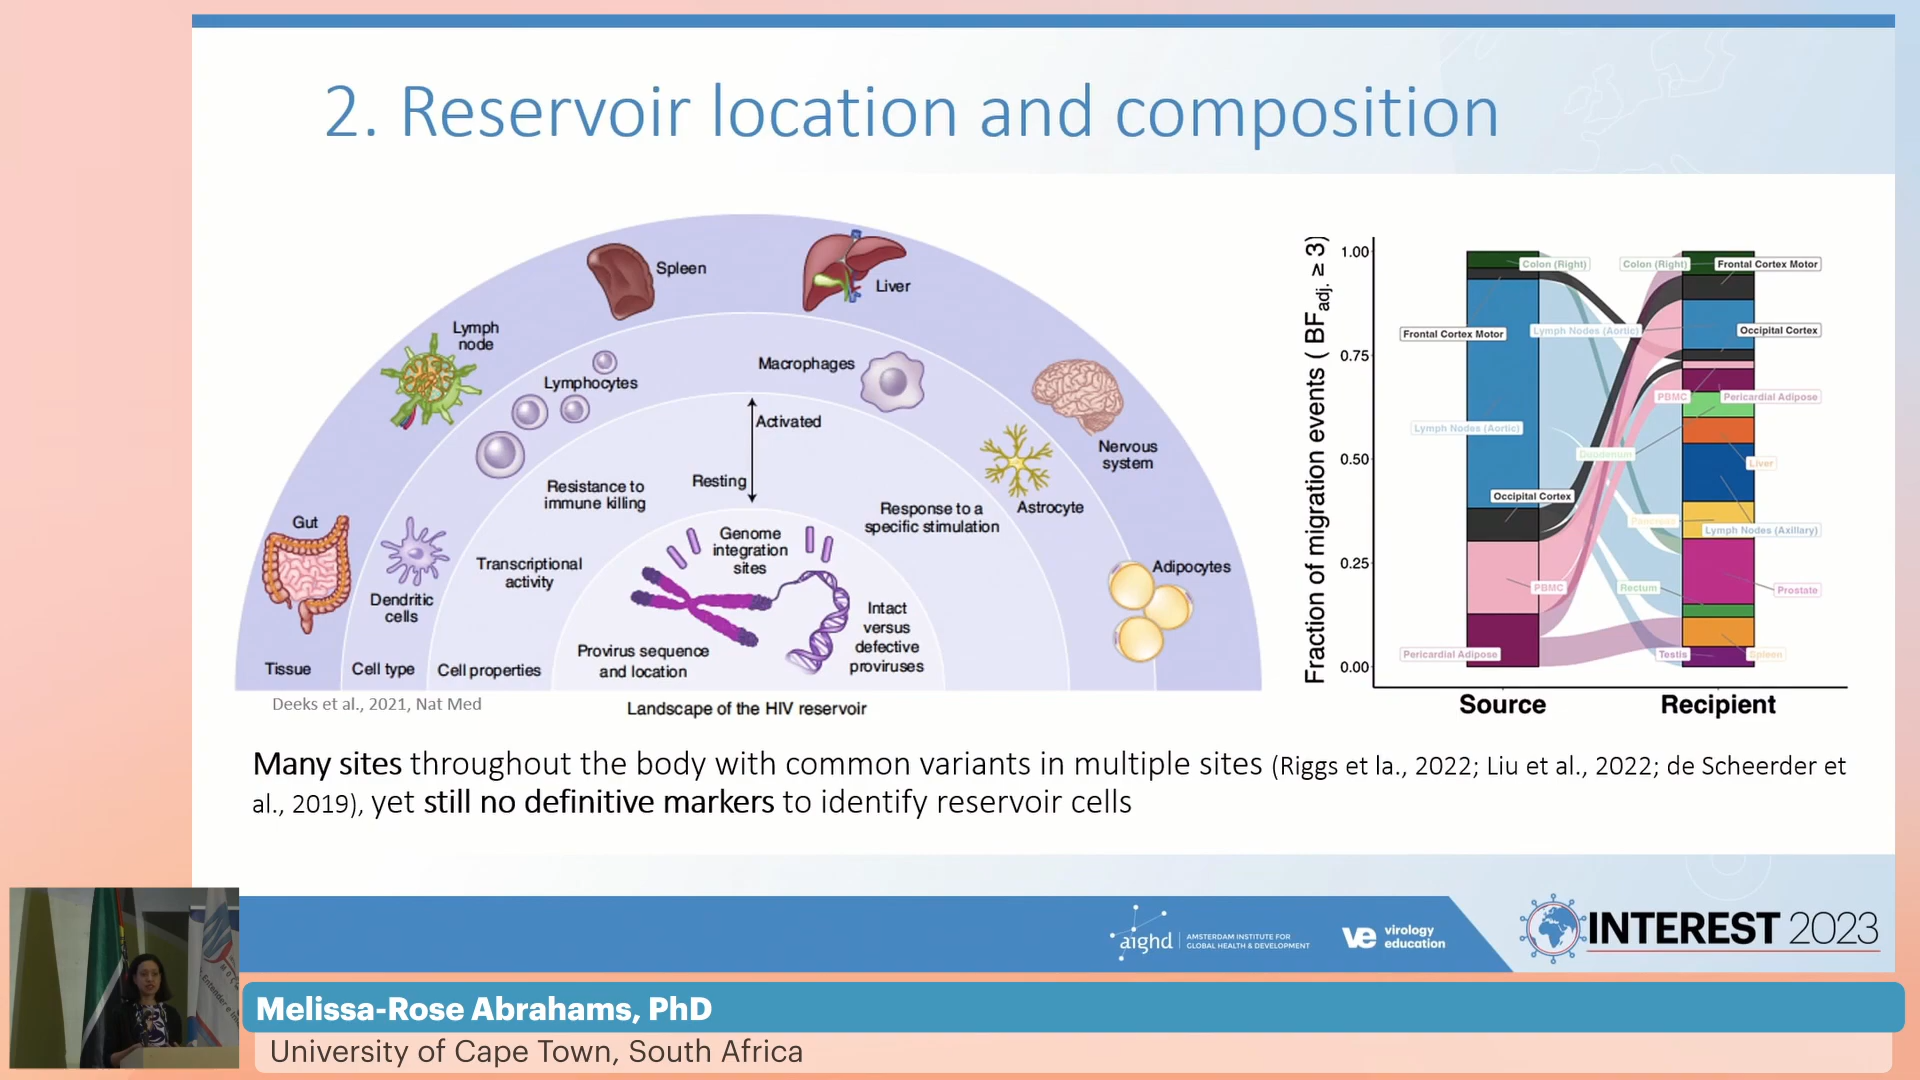 2. Reservoir location and composition
Spleen
Liver
Lymph
node
Lymphocytes
Macrophages
Activated
Resting
Nervous
system
Resistance to
immune killing
Response to a
specific stimulation
Astrocyte
Gut
Genome
integration
sites
Transcriptional
activity
Dendritic
cells
Adipocytes
Intact
versus
defective
proviruses
Provirus sequence
and location
Tissue
Cell type
Cell properties
Deeks et al., 2021, Nat Med
Landscape of the HIV reservoir
Fraction of migration events ( BFadj. ≥ 3)
1.00
0.75
0.50
0.25
0.00
Colon (Right)
Frontal Cortex Motor
Lymph Nodes (Aortic)
Occipital Cortex
PBMC
Pericardial Adipose
Colon (Right)
Frontal Cortex Motor
Lymph Nodes (Aortic)
Occipital Cortex
PBMC
Pericardial Adipose
Duodenum
Liver
Pancreas
Lymph Nodes (Axillary)
Rectum
Prostate
Testis
Spleen
Source
Recipient
Many sites throughout the body with common variants in multiple sites (Riggs et la., 2022; Liu et al., 2022; de Scheerder et
al., 2019), yet still no definitive markers to identify reservoir cells
aighd
AMSTERDAM INSTITUTE FOR
GLOBAL HEALTH & DEVELOPMENT
ve virology
education
INTEREST 2023
Melissa-Rose Abrahams, PhD
University of Cape Town, South Africa